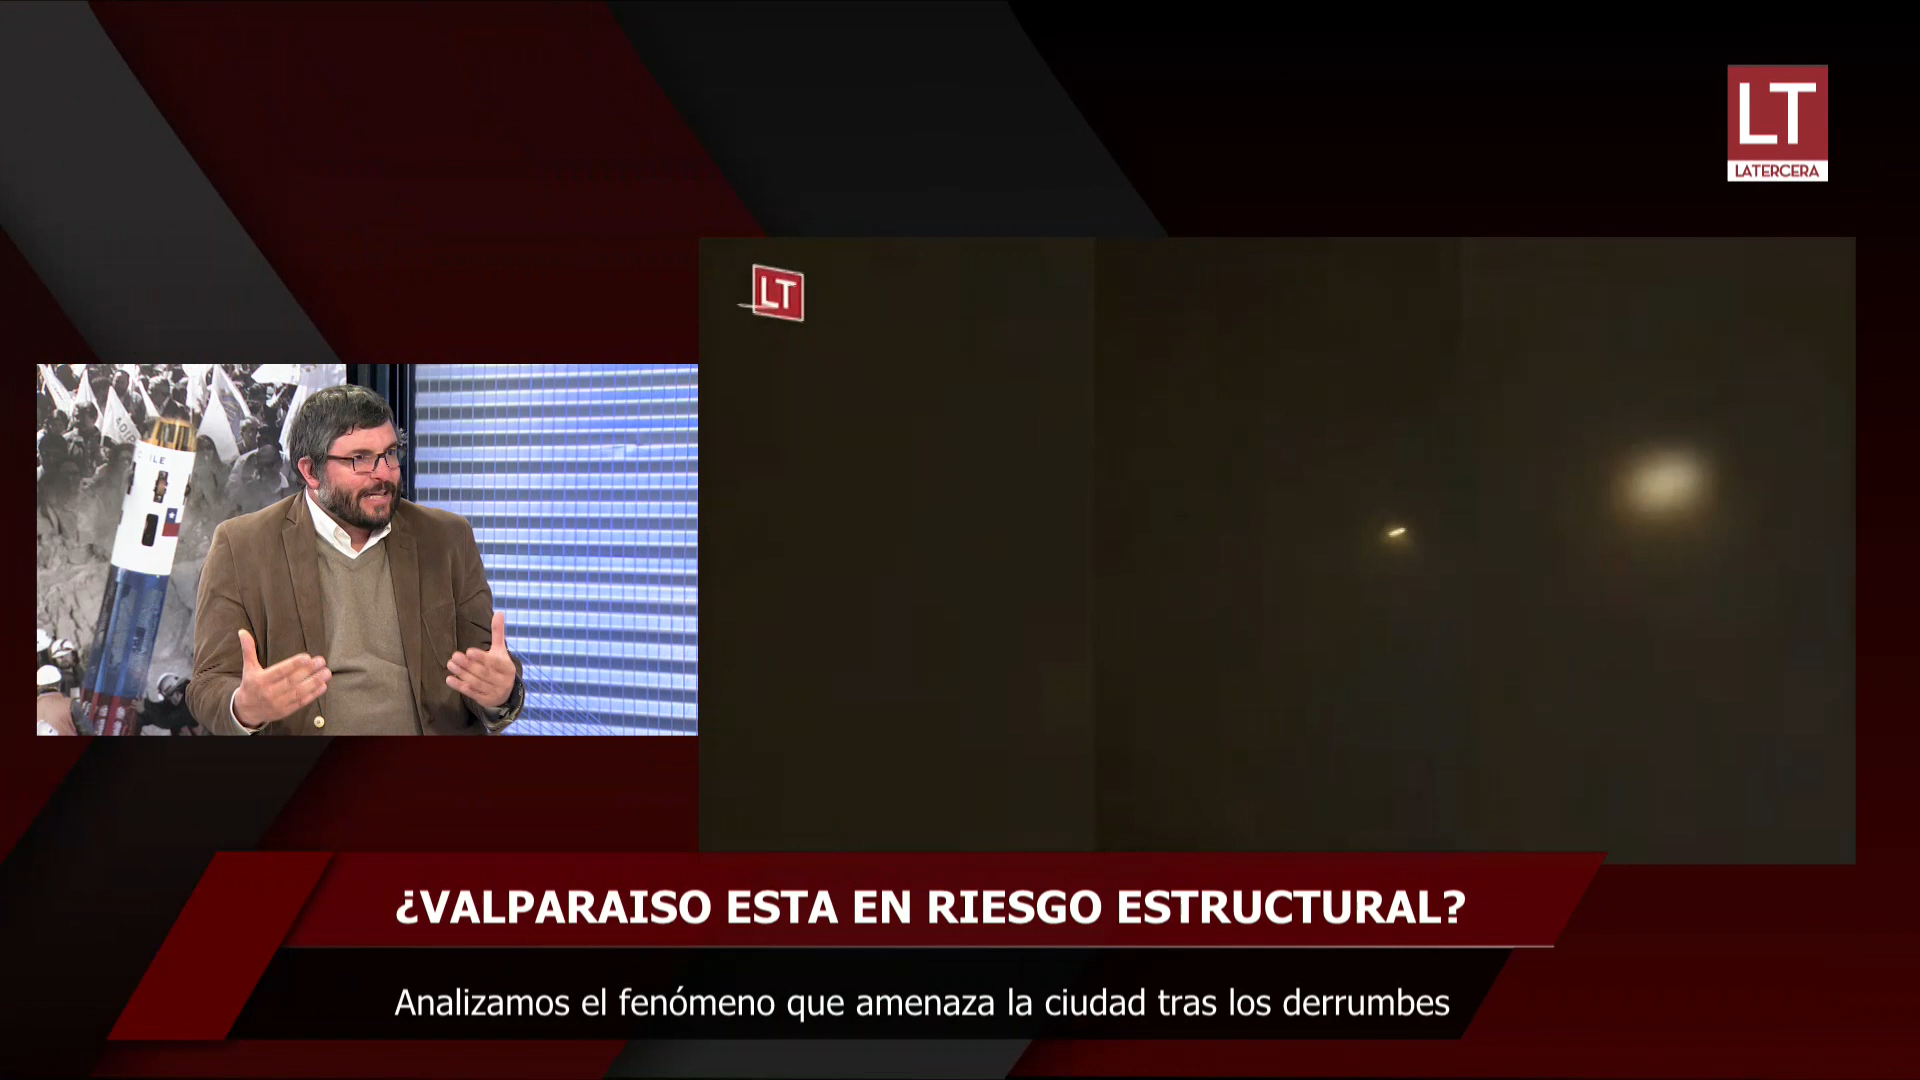 LT
LATERCERA
LT
¿VALPARAISO ESTA EN RIESGO ESTRUCTURAL?
Analizamos el fenómeno que amenaza la ciudad tras los derrumbes